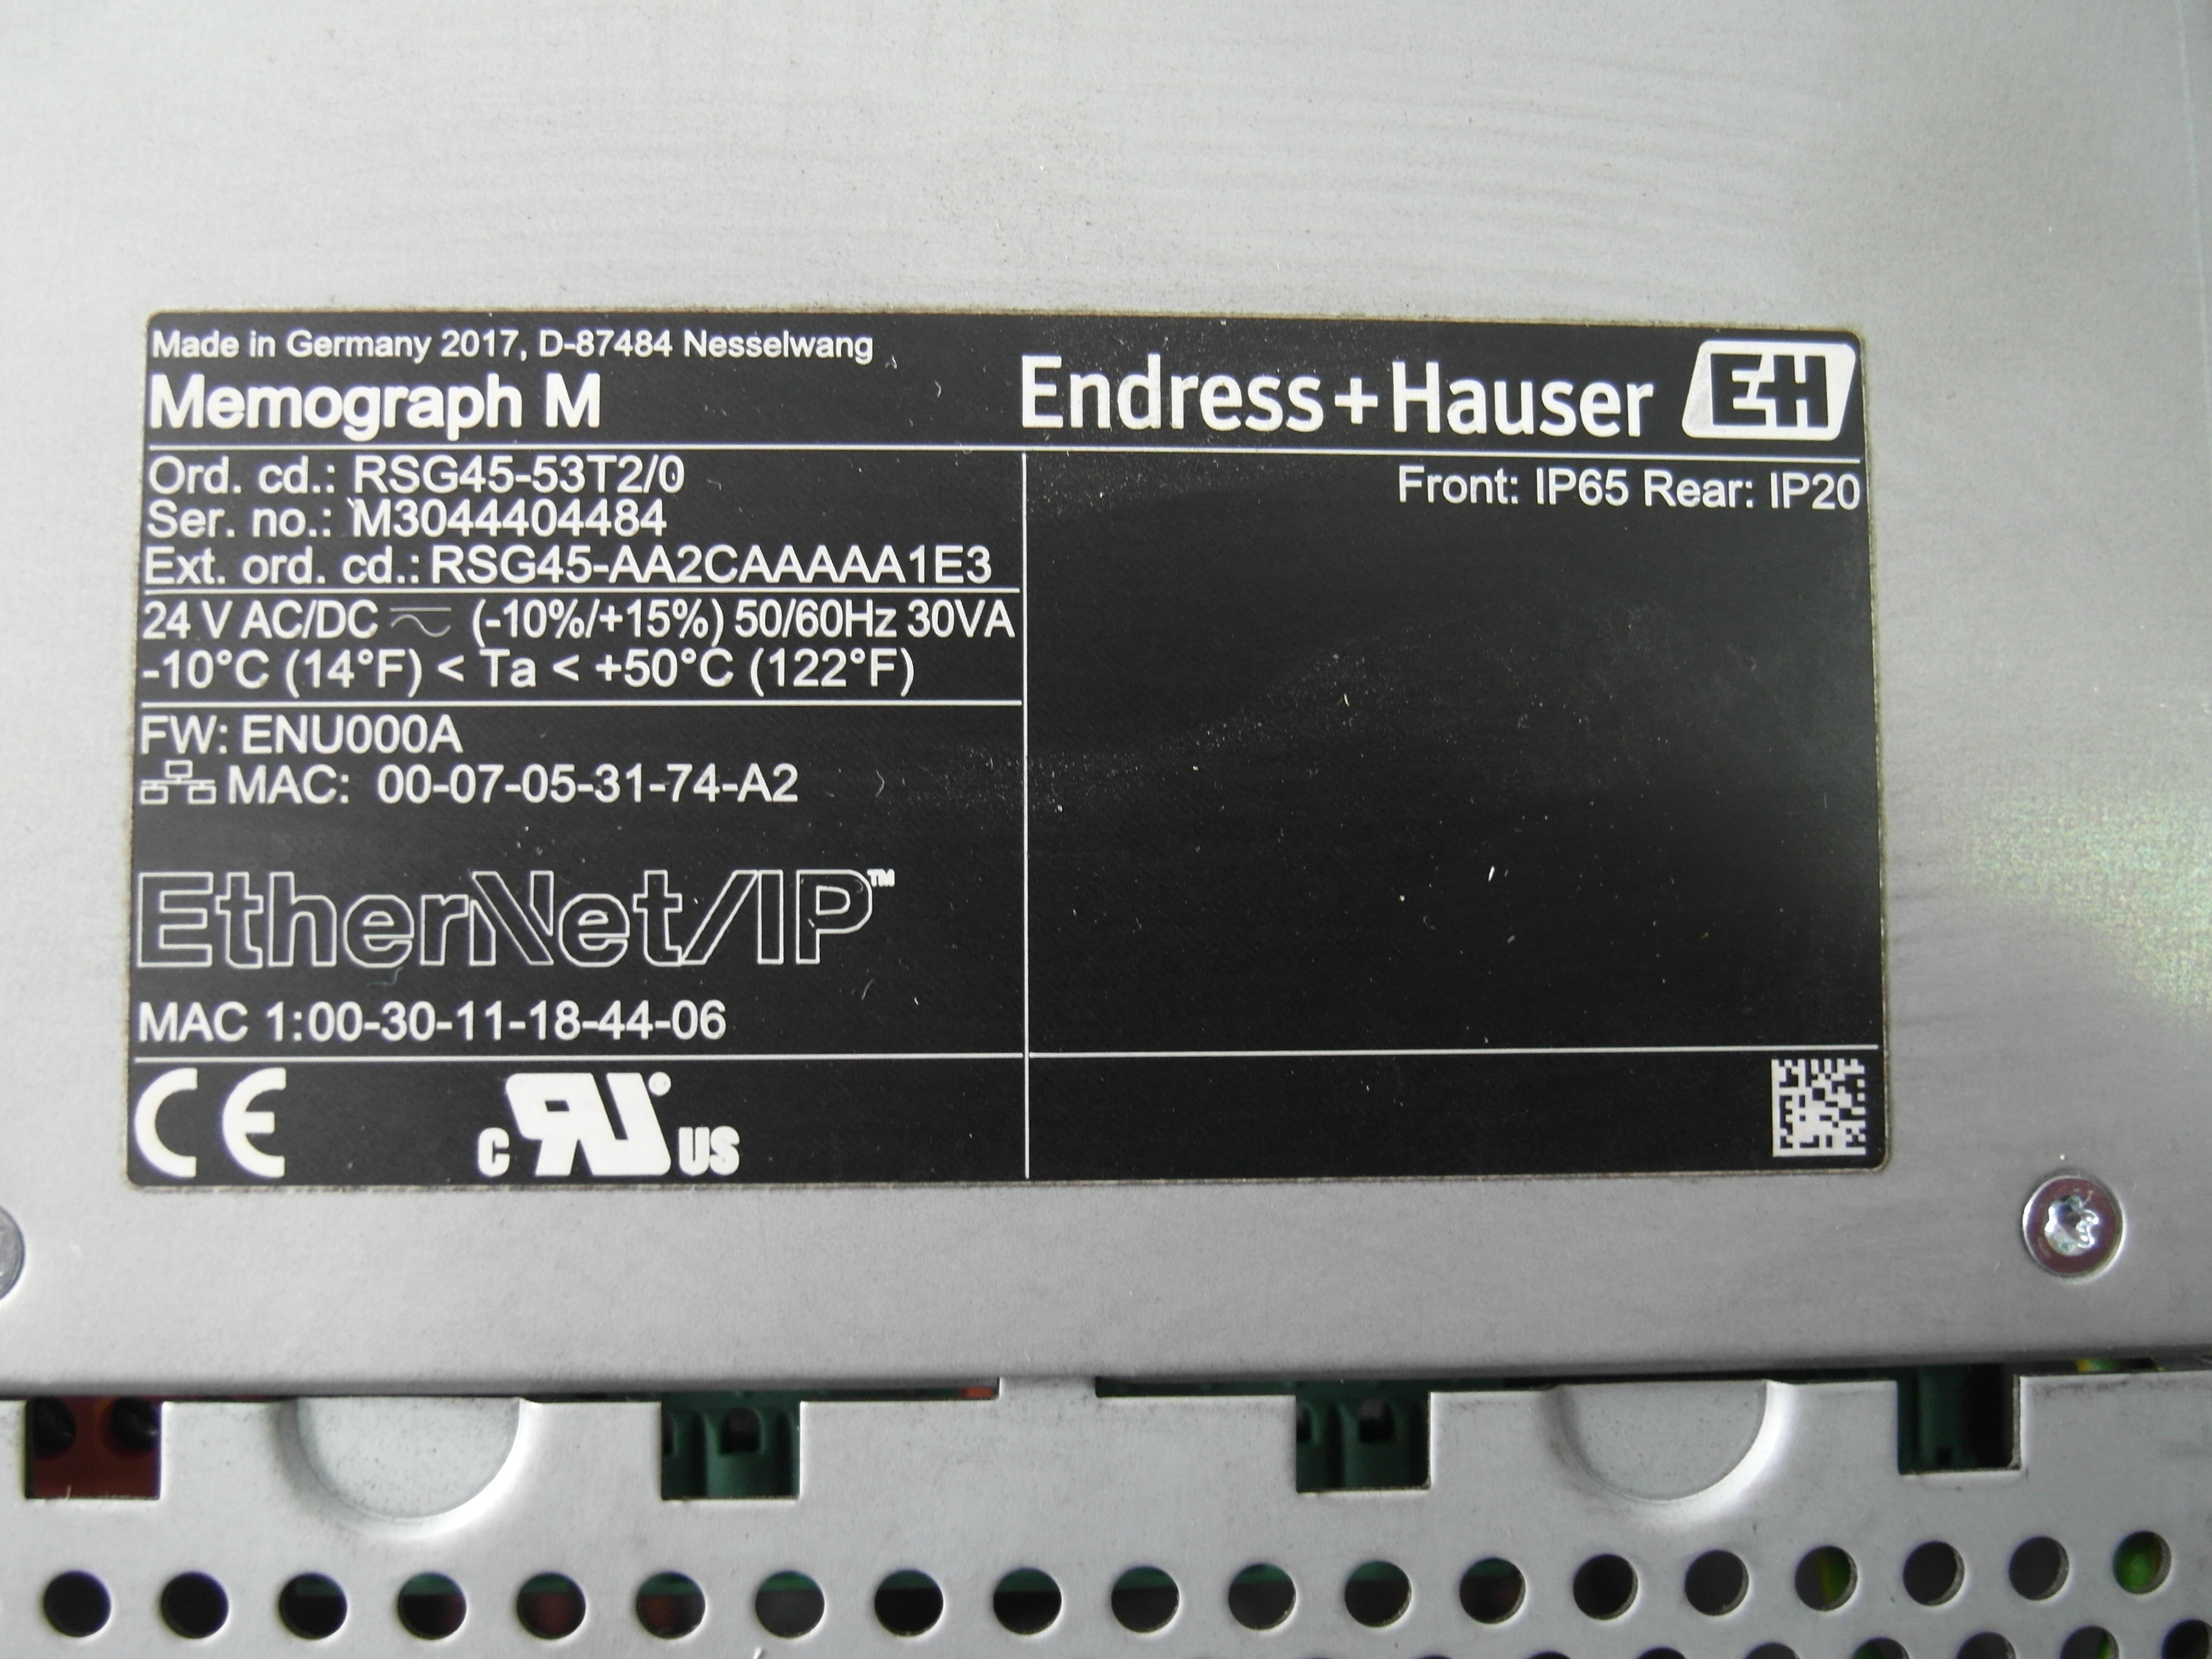 Made in Germany 2017, D-87484 Nesselwang
Memograph M
Endress+Hauser EH
Ord. cd.: RSG45-53T2/0
Ser. no.: M3044404484
Ext. ord. cd.: RSG45-AA2CAAAAAA1E3
Front: IP65 Rear: IP20
24 V AC/DC ⎓ ~ (-10%/+15%) 50/60Hz 30VA
-10°C (14°F) < Ta < +50°C (122°F)
FW: ENU000A
MAC: 00-07-05-31-74-A2
EtherNet/IP™
MAC 1:00-30-11-18-44-06
CE
c RU® US